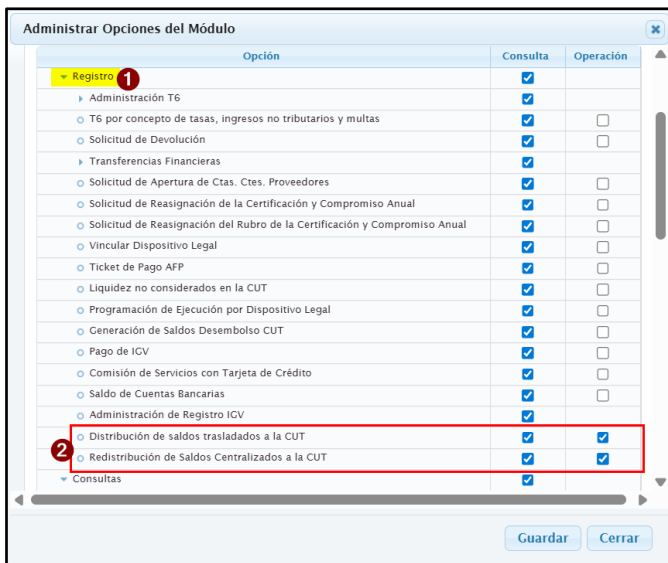 Administrar Opciones del Módulo
Opción Consulta Operación
Registro 1
Administración T6
T6 por concepto de tasas, ingresos no tributarios y multas
Solicitud de Devolución
Transferencias Financieras
Solicitud de Apertura de Ctas. Ctes. Proveedores
Solicitud de Reasignación de la Certificación y Compromiso Anual
Solicitud de Reasignación del Rubro de la Certificación y Compromiso Anual
Vincular Dispositivo Legal
Ticket de Pago AFP
Liquidez no considerados en la CUT
Programación de Ejecución por Dispositivo Legal
Generación de Saldos Desembolso CUT
Pago de IGV
Comisión de Servicios con Tarjeta de Crédito
Saldo de Cuentas Bancarias
Administración de Registro IGV
Distribución de saldos trasladados a la CUT
2
Redistribución de Saldos Centralizados a la CUT
Consultas
Guardar Cerrar